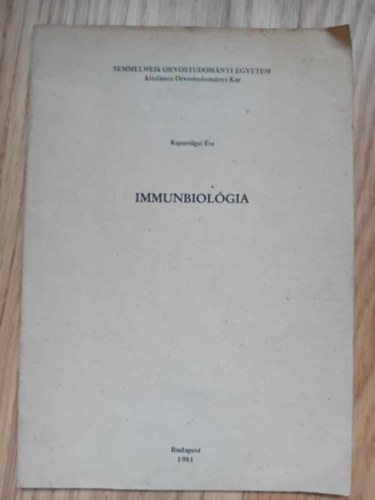 SEMMELWEIS ORVOSTUDOMÁNYI EGYETEM
Általános Orvostudományi Kar
Rajnavölgyi Éva
IMMUNBIOLÓGIA
Budapest
1981